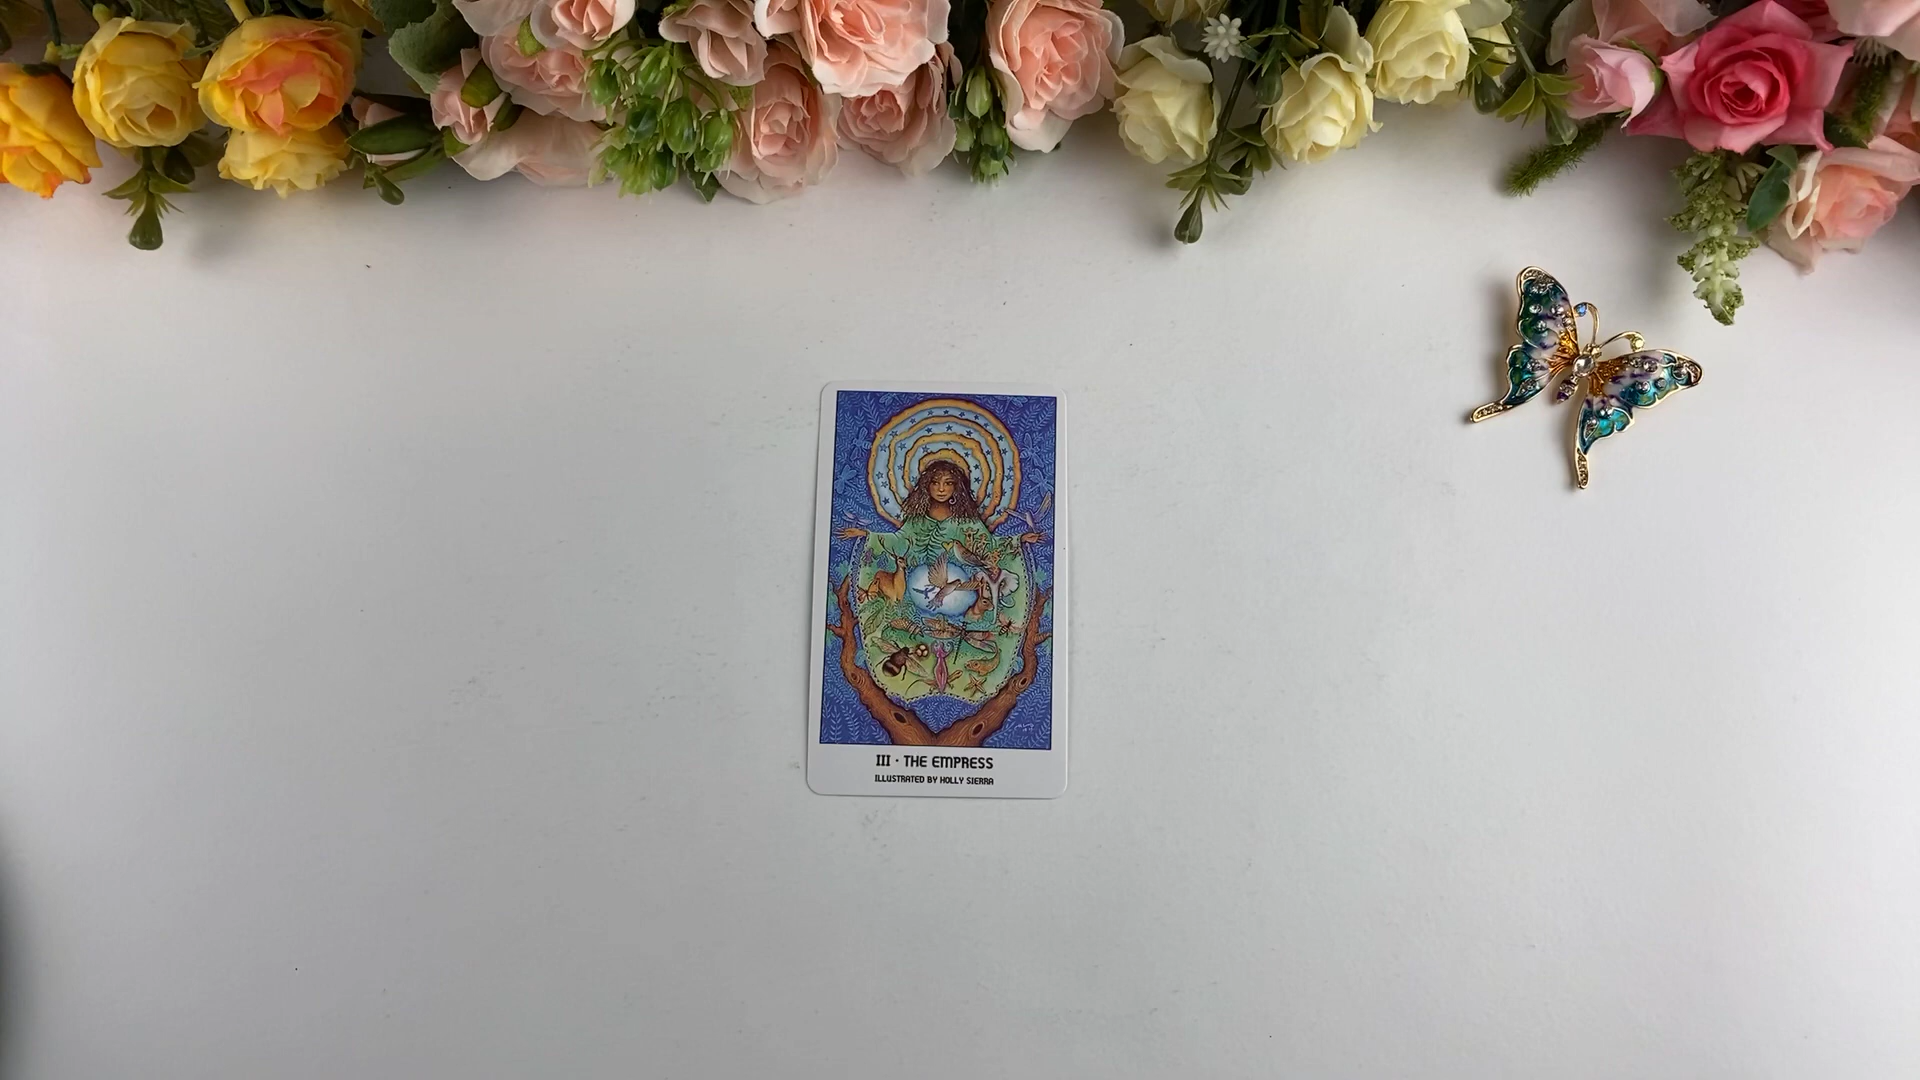 III · THE EMPRESS
ILLUSTRATED BY HOLLY SIERRA